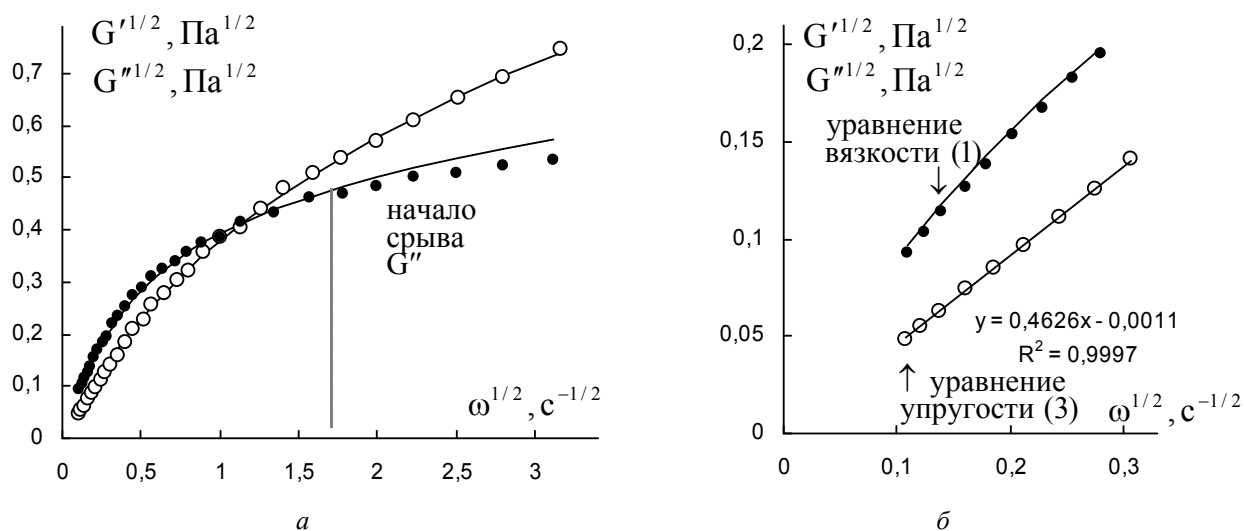 G′^{1/2}, Па^{1/2}
G″^{1/2}, Па^{1/2}
0,7
0,6
0,5
0,4
0,3
0,2
0,1
0
начало
срыва
G″
ω^{1/2}, с^{−1/2}
0 0,5 1 1,5 2 2,5 3
а
G′^{1/2}, Па^{1/2}
G″^{1/2}, Па^{1/2}
0,2
0,15
0,1
0,05
0
уравнение
вязкости (1)
↓
y = 0,4626x - 0,0011
R² = 0,9997
↑ уравнение
упругости (3)
ω^{1/2}, с^{−1/2}
0 0,1 0,2 0,3
б